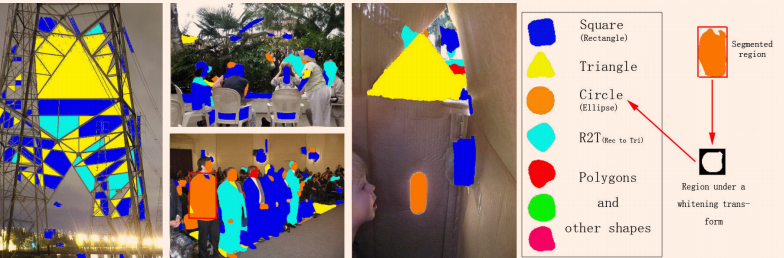 Square
(Rectangle)
Triangle
Circle
(Ellipse)
R2T(Rec to Tri)
Polygons
and
other shapes
Segmented
region
Region under a
whitening trans-
form